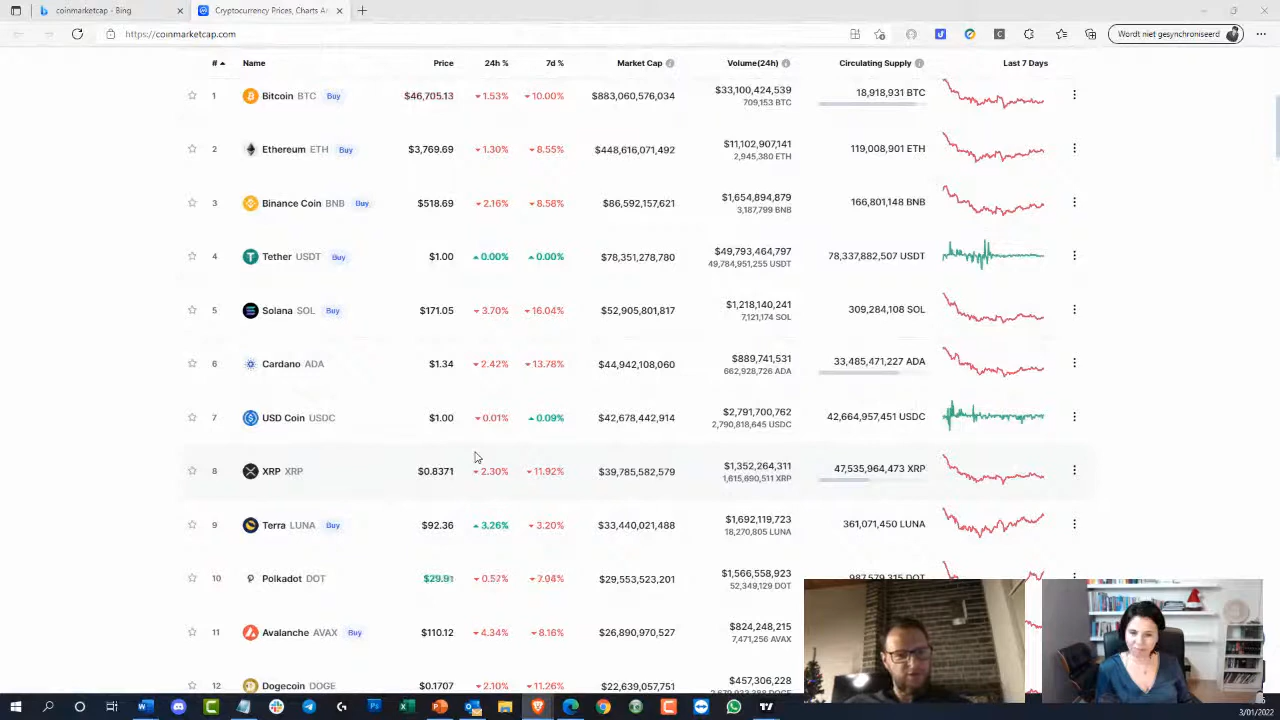 coinmarketcap - Bing
Cryptocurrency Prices, Charts Ar
https://coinmarketcap.com
Wordt niet gesynchroniseerd
# Name Price 24h % 7d % Market Cap Volume(24h) Circulating Supply Last 7 Days
1 Bitcoin BTC Buy $46,705.13 1.53% 10.00% $883,060,576,034 $33,100,424,539 18,918,931 BTC
709,153 BTC
2 Ethereum ETH Buy $3,769.69 1.30% 8.55% $448,616,071,492 $11,102,907,141 119,008,901 ETH
2,945,380 ETH
3 Binance Coin BNB Buy $518.69 2.16% 8.58% $86,592,157,621 $1,654,894,879 166,801,148 BNB
3,187,799 BNB
4 Tether USDT Buy $1.00 0.00% 0.00% $78,351,278,780 $49,793,464,797 78,337,882,507 USDT
49,784,951,255 USDT
5 Solana SOL Buy $171.05 3.70% 16.04% $52,905,801,817 $1,218,140,241 309,284,108 SOL
7,121,174 SOL
6 Cardano ADA $1.34 2.42% 13.78% $44,942,108,060 $889,741,531 33,485,471,227 ADA
662,928,726 ADA
7 USD Coin USDC $1.00 0.01% 0.09% $42,678,442,914 $2,791,700,762 42,664,957,451 USDC
2,790,818,645 USDC
8 XRP XRP $0.8371 2.30% 11.92% $39,785,582,579 $1,352,264,311 47,535,964,473 XRP
1,615,690,511 XRP
9 Terra LUNA Buy $92.36 3.26% 3.20% $33,440,021,488 $1,692,119,723 361,071,450 LUNA
18,270,805 LUNA
10 Polkadot DOT $29.91 0.52% 7.04% $29,553,523,201 $1,566,558,923 987,579,315 DOT
52,349,129 DOT
11 Avalanche AVAX Buy $110.12 4.34% 8.16% $26,890,970,527 $824,248,215
7,471,256 AVAX
12 Dogecoin DOGE $0.1707 2.10% 11.26% $22,639,057,751 $457,306,228
3/01/2022